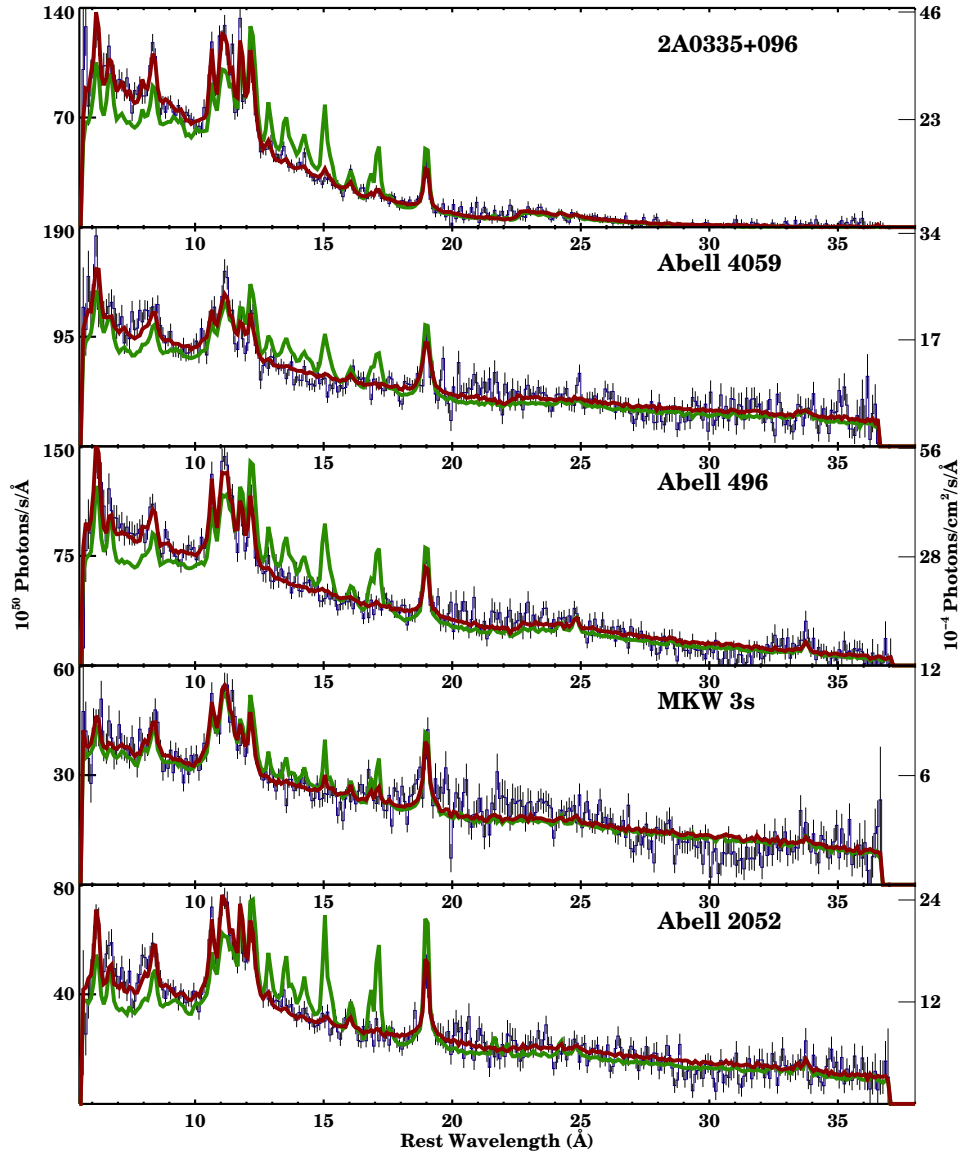 140
70
46
23
2A0335+096
10 15 20 25 30 35
190
95
34
17
Abell 4059
10 15 20 25 30 35
150
75
56
28
Abell 496
10 15 20 25 30 35
60
30
12
6
MKW 3s
10 15 20 25 30 35
80
40
24
12
Abell 2052
10 15 20 25 30 35
Rest Wavelength (Å)
10⁵⁰ Photons/s/Å
10⁻⁴ Photons/cm²/s/Å